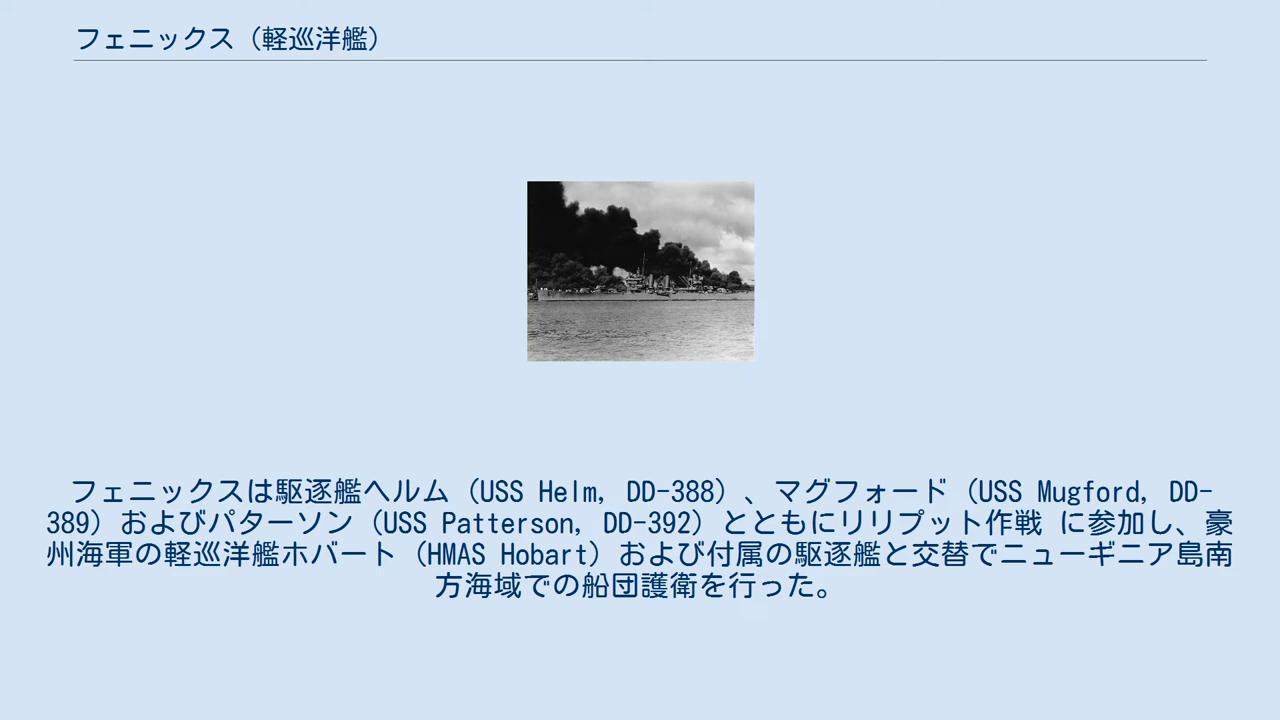 フェニックス（軽巡洋艦）
フェニックスは駆逐艦ヘルム（USS Helm, DD-388）、マグフォード（USS Mugford, DD-
389）およびパターソン（USS Patterson, DD-392）とともにリリプット作戦 に参加し、豪
州海軍の軽巡洋艦ホバート（HMAS Hobart）および付属の駆逐艦と交替でニューギニア島南
方海域での船団護衛を行った。